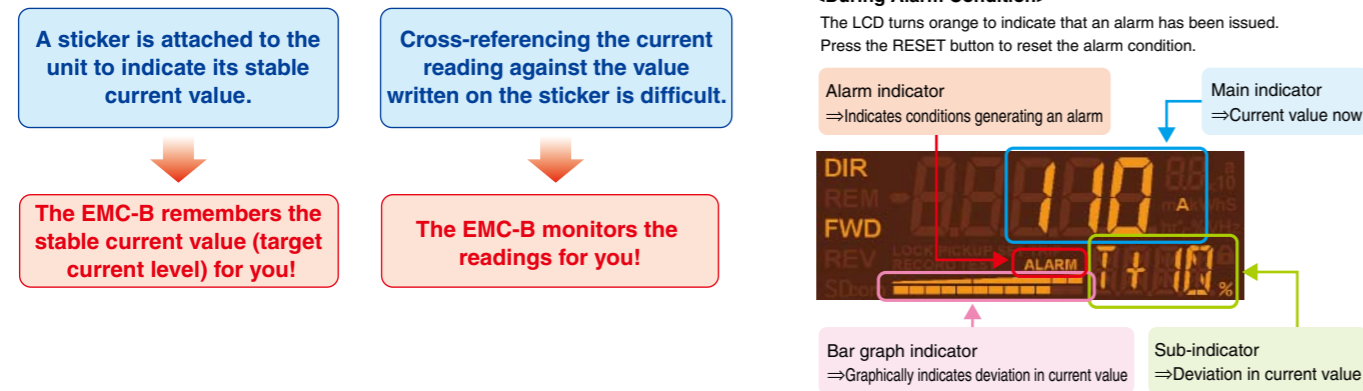 A sticker is attached to the
unit to indicate its stable
current value.
The EMC-B remembers the
stable current value (target
current level) for you!
Cross-referencing the current
reading against the value
written on the sticker is difficult.
The EMC-B monitors the
readings for you!
<During Alarm Condition>
The LCD turns orange to indicate that an alarm has been issued.
Press the RESET button to reset the alarm condition.
Alarm indicator
⇒Indicates conditions generating an alarm
Main indicator
⇒Current value now
DIR
REM
FWD
REV
110
A
ALARM
T+10
%
Bar graph indicator
⇒Graphically indicates deviation in current value
Sub-indicator
⇒Deviation in current value